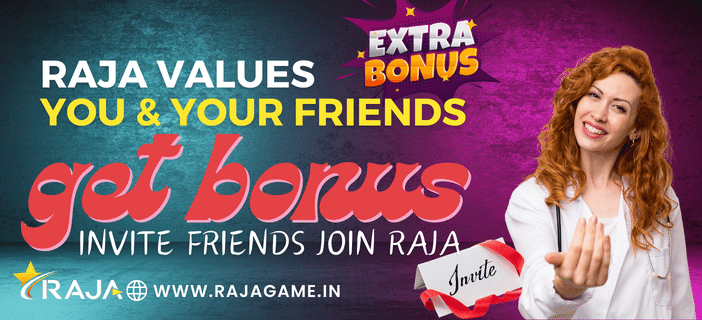 EXTRA
BONUS
RAJA VALUES
YOU & YOUR FRIENDS
get bonus
INVITE FRIENDS JOIN RAJA
Invite
RAJA WWW.RAJAGAME.IN